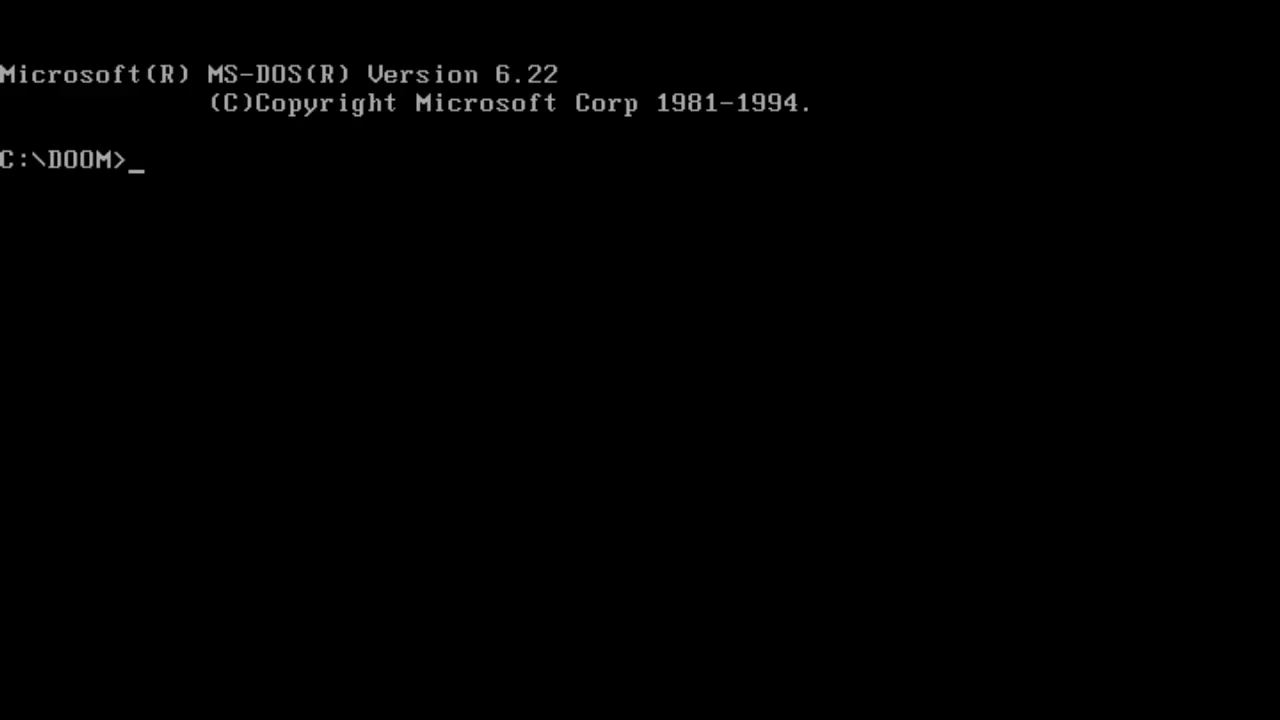 Microsoft(R) MS-DOS(R) Version 6.22
(C)Copyright Microsoft Corp 1981-1994.
C:\DOOM>_